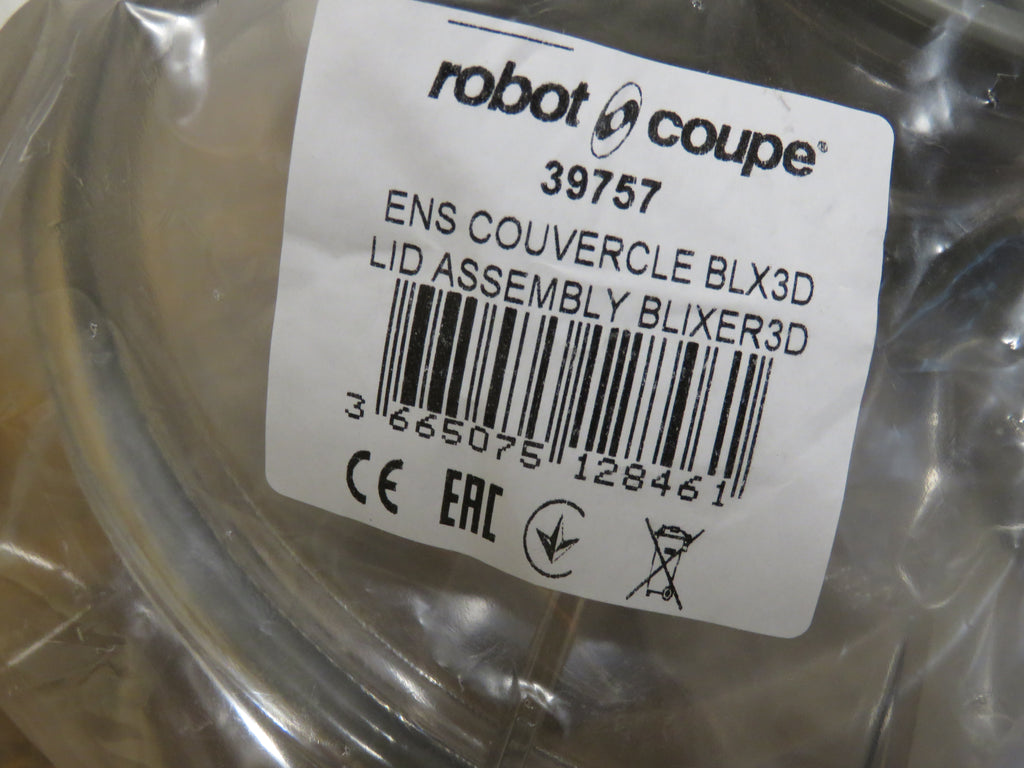 robot coupe®
39757
ENS COUVERCLE BLX3D
LID ASSEMBLY BLIXER3D
3 665075 128461
CE EAC